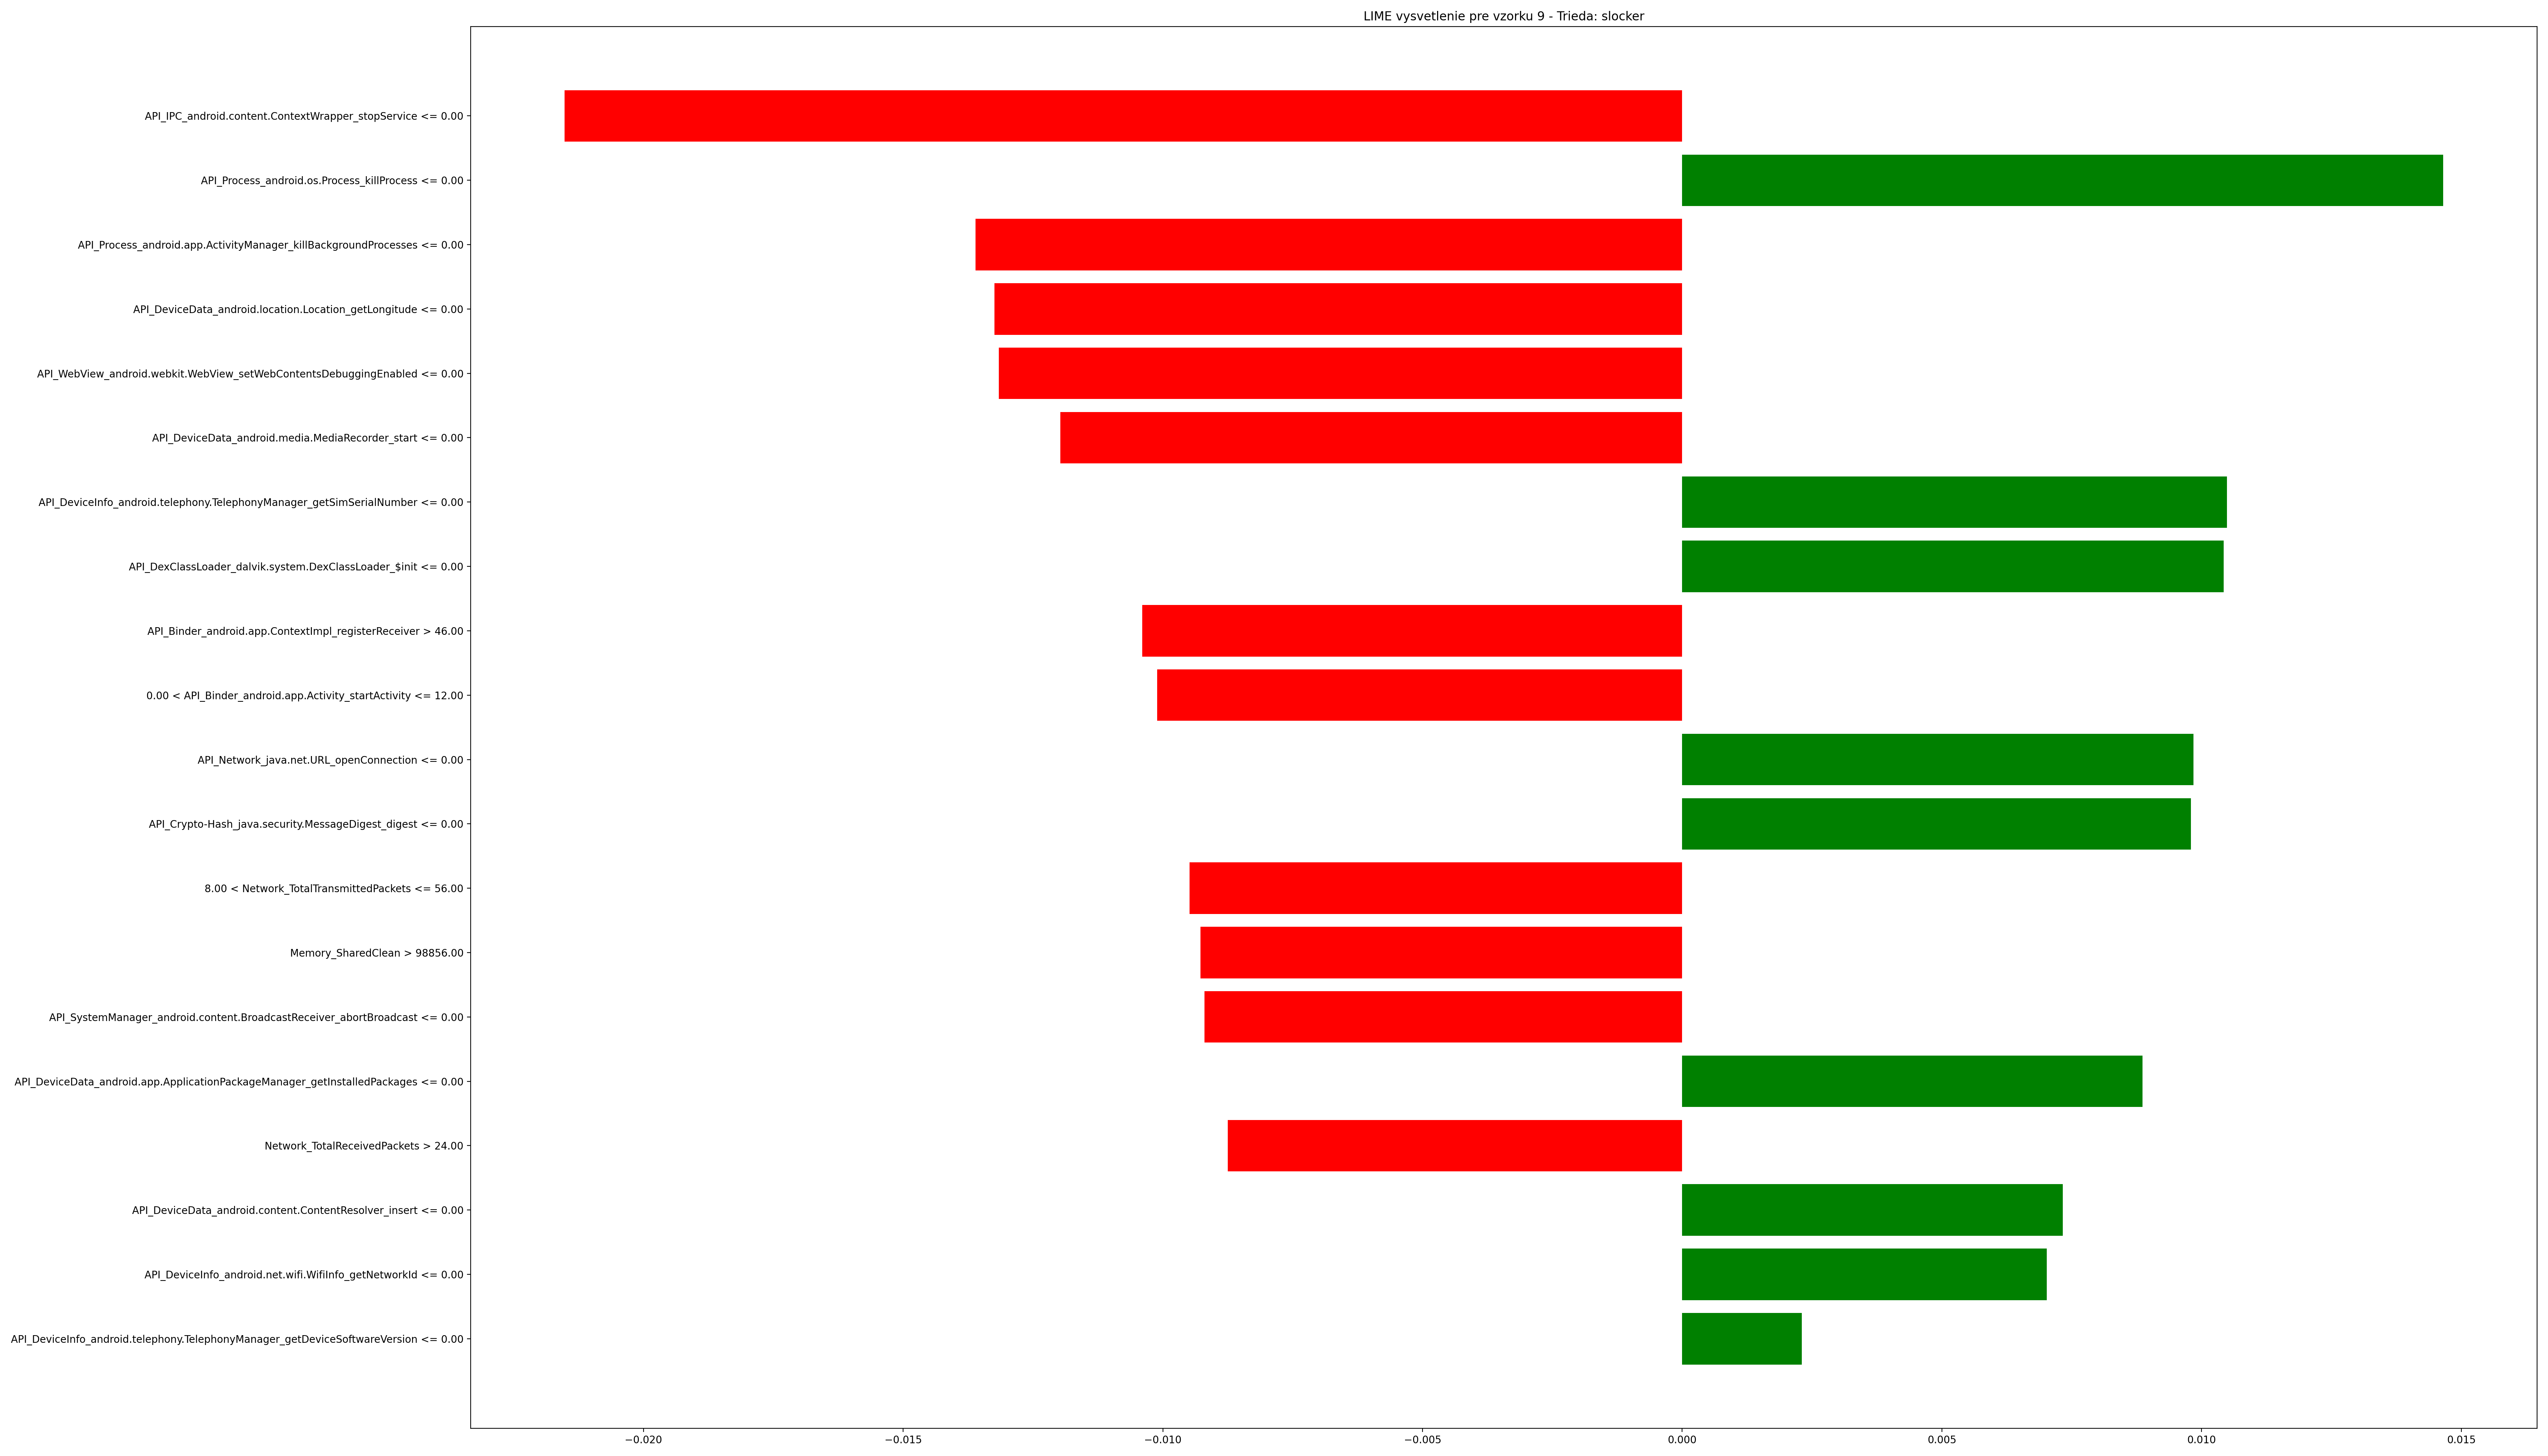 LIME vysvetlenie pre vzorku 9 - Trieda: slocker
API_IPC_android.content.ContextWrapper_stopService <= 0.00
API_Process_android.os.Process_killProcess <= 0.00
API_Process_android.app.ActivityManager_killBackgroundProcesses <= 0.00
API_DeviceData_android.location.Location_getLongitude <= 0.00
API_WebView_android.webkit.WebView_setWebContentsDebuggingEnabled <= 0.00
API_DeviceData_android.media.MediaRecorder_start <= 0.00
API_DeviceInfo_android.telephony.TelephonyManager_getSimSerialNumber <= 0.00
API_DexClassLoader_dalvik.system.DexClassLoader_$init <= 0.00
API_Binder_android.app.ContextImpl_registerReceiver > 46.00
0.00 < API_Binder_android.app.Activity_startActivity <= 12.00
API_Network_java.net.URL_openConnection <= 0.00
API_Crypto-Hash_java.security.MessageDigest_digest <= 0.00
8.00 < Network_TotalTransmittedPackets <= 56.00
Memory_SharedClean > 98856.00
API_SystemManager_android.content.BroadcastReceiver_abortBroadcast <= 0.00
API_DeviceData_android.app.ApplicationPackageManager_getInstalledPackages <= 0.00
Network_TotalReceivedPackets > 24.00
API_DeviceData_android.content.ContentResolver_insert <= 0.00
API_DeviceInfo_android.net.wifi.WifiInfo_getNetworkId <= 0.00
API_DeviceInfo_android.telephony.TelephonyManager_getDeviceSoftwareVersion <= 0.00
−0.020 −0.015 −0.010 −0.005 0.000 0.005 0.010 0.015